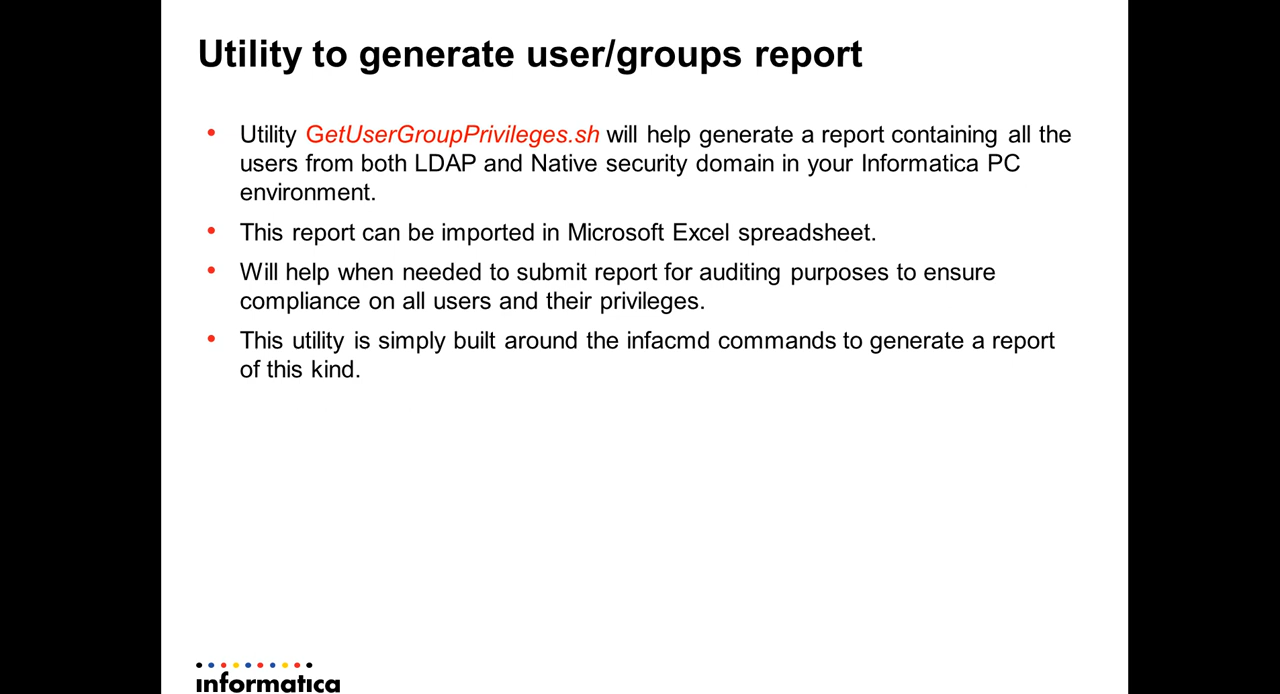 Utility to generate user/groups report
• Utility GetUserGroupPrivileges.sh will help generate a report containing all the
users from both LDAP and Native security domain in your Informatica PC
environment.
• This report can be imported in Microsoft Excel spreadsheet.
• Will help when needed to submit report for auditing purposes to ensure
compliance on all users and their privileges.
• This utility is simply built around the infacmd commands to generate a report
of this kind.
informatica